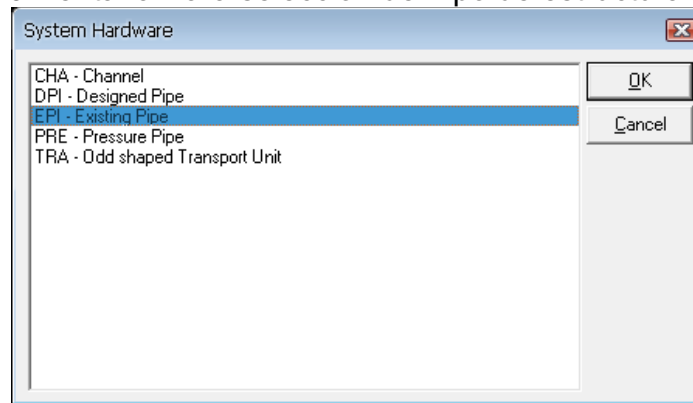 System Hardware
CHA - Channel
DPI - Designed Pipe
EPI - Existing Pipe
PRE - Pressure Pipe
TRA - Odd shaped Transport Unit
OK
Cancel